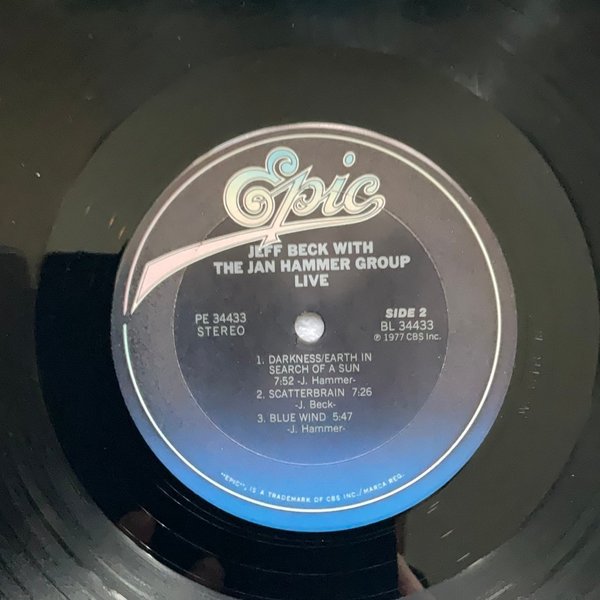 Epic
JEFF BECK WITH
THE JAN HAMMER GROUP
LIVE
PE 34433
STEREO
SIDE 2
BL 34433
℗ 1977 CBS Inc.
1. DARKNESS/EARTH IN
SEARCH OF A SUN
7:52 -J. Hammer-
2. SCATTERBRAIN 7:26
-J. Beck-
3. BLUE WIND 5:47
-J. Hammer-
"EPIC", IS A TRADEMARK OF CBS INC./MARCA REG.